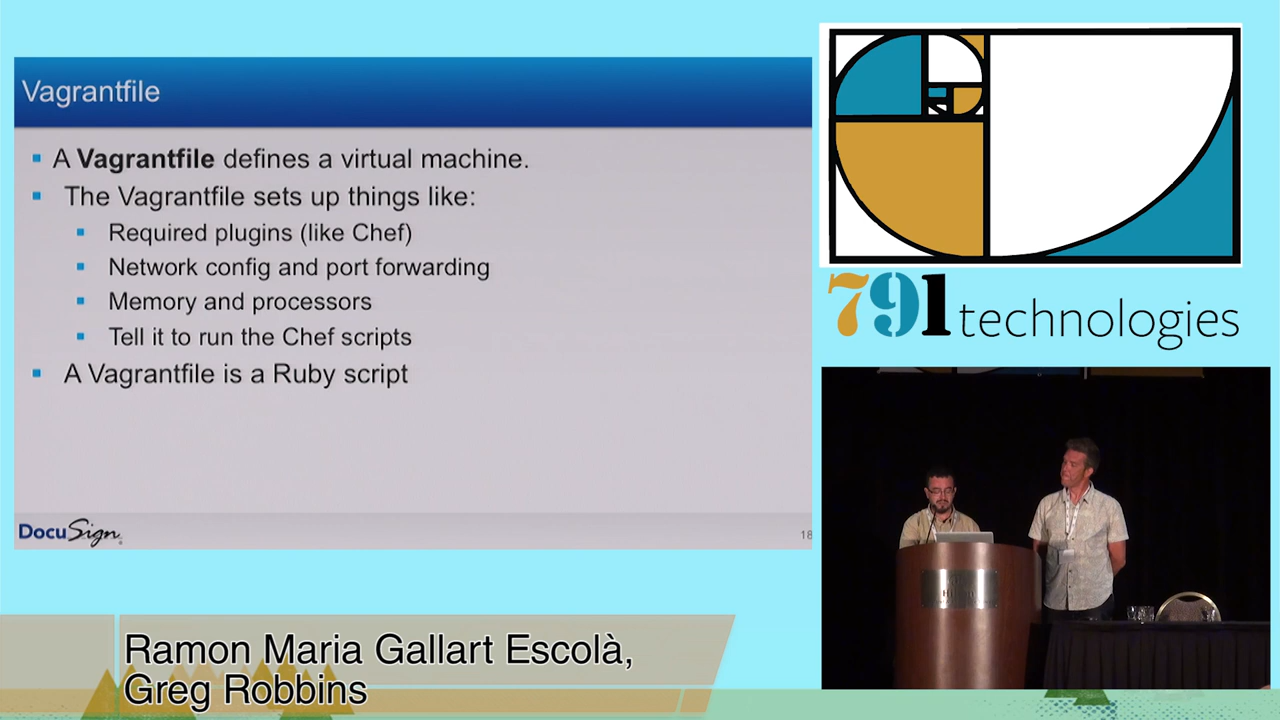 Vagrantfile
A Vagrantfile defines a virtual machine.
The Vagrantfile sets up things like:
Required plugins (like Chef)
Network config and port forwarding
Memory and processors
Tell it to run the Chef scripts
A Vagrantfile is a Ruby script
DocuSign
18
791 technologies
Ramon Maria Gallart Escolà,
Greg Robbins